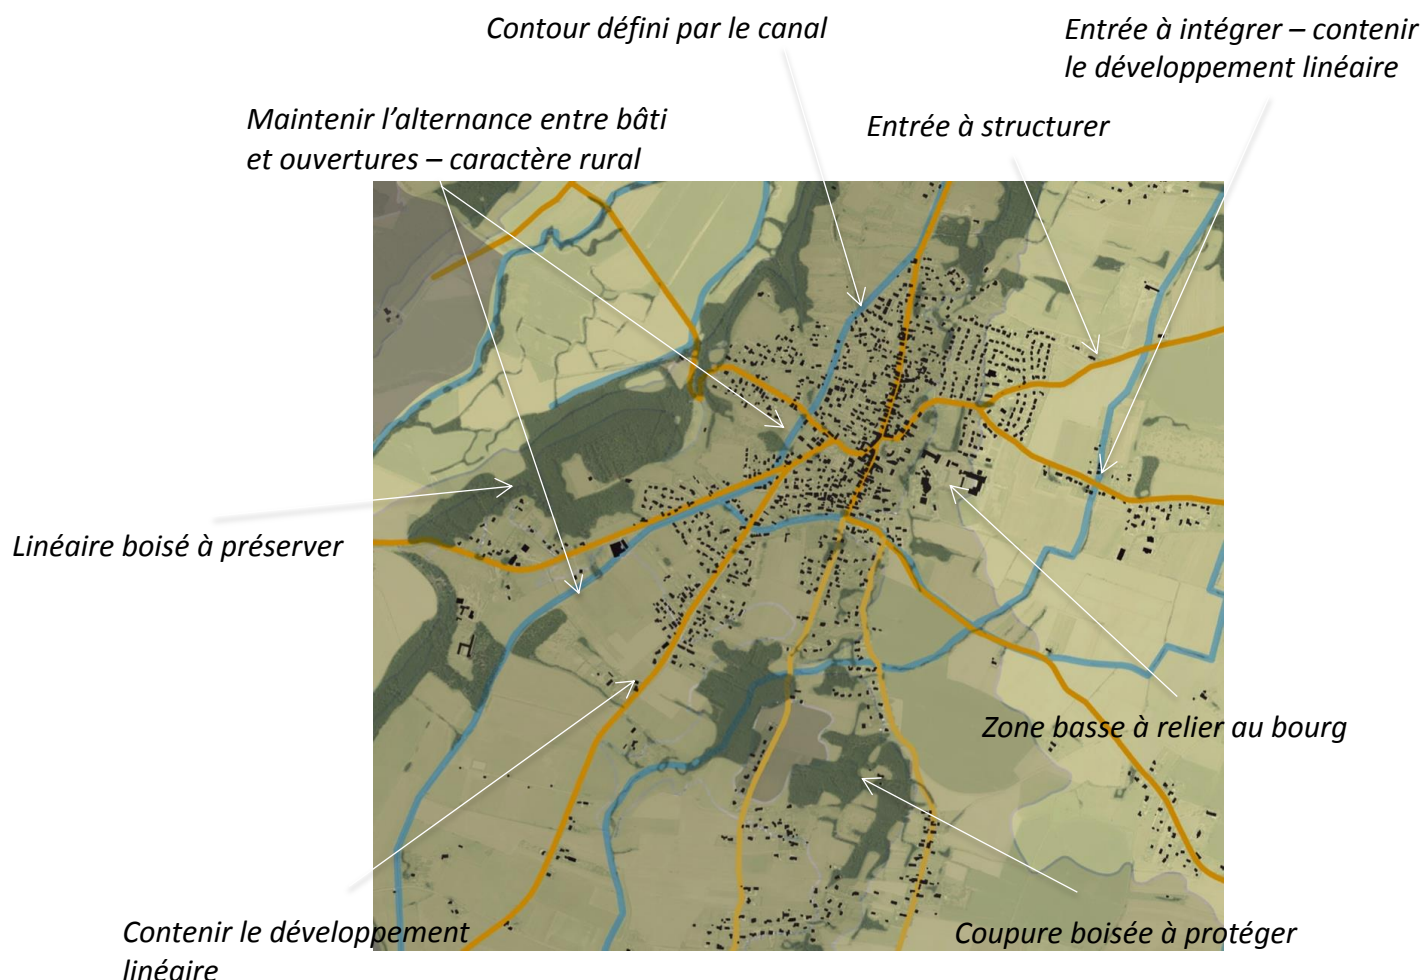 Contour défini par le canal
Entrée à intégrer – contenir
le développement linéaire
Maintenir l’alternance entre bâti
et ouvertures – caractère rural
Entrée à structurer
Linéaire boisé à préserver
Zone basse à relier au bourg
Contenir le développement
linéaire
Coupure boisée à protéger